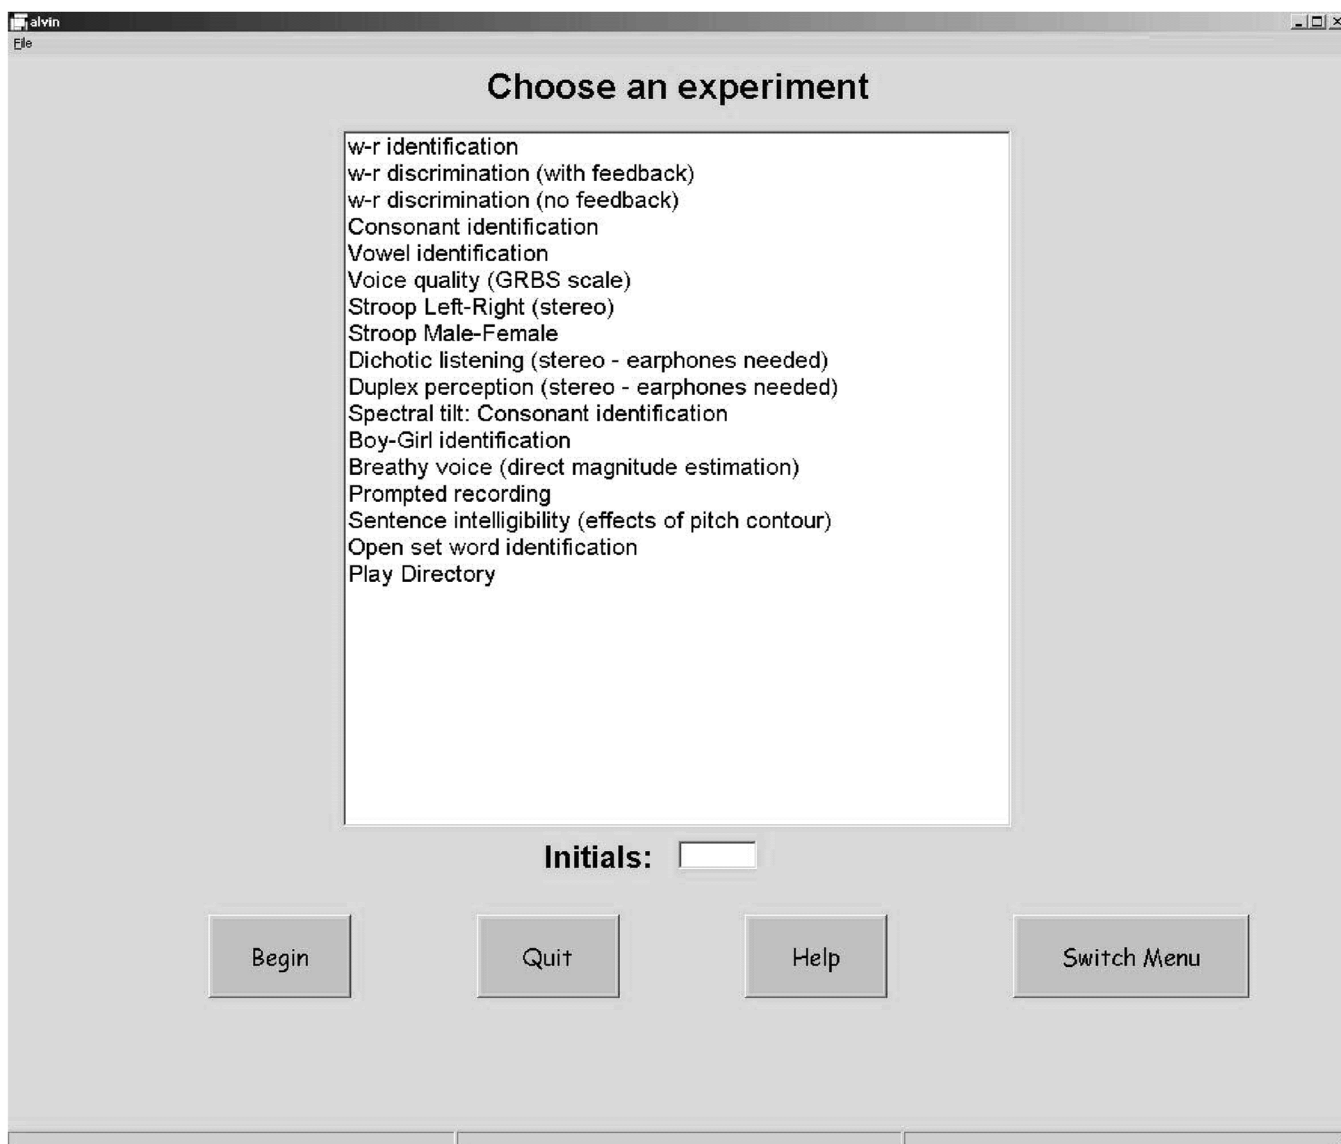 alvin
File
Choose an experiment
w-r identification
w-r discrimination (with feedback)
w-r discrimination (no feedback)
Consonant identification
Vowel identification
Voice quality (GRBS scale)
Stroop Left-Right (stereo)
Stroop Male-Female
Dichotic listening (stereo - earphones needed)
Duplex perception (stereo - earphones needed)
Spectral tilt: Consonant identification
Boy-Girl identification
Breathy voice (direct magnitude estimation)
Prompted recording
Sentence intelligibility (effects of pitch contour)
Open set word identification
Play Directory
Initials:
Begin Quit Help Switch Menu